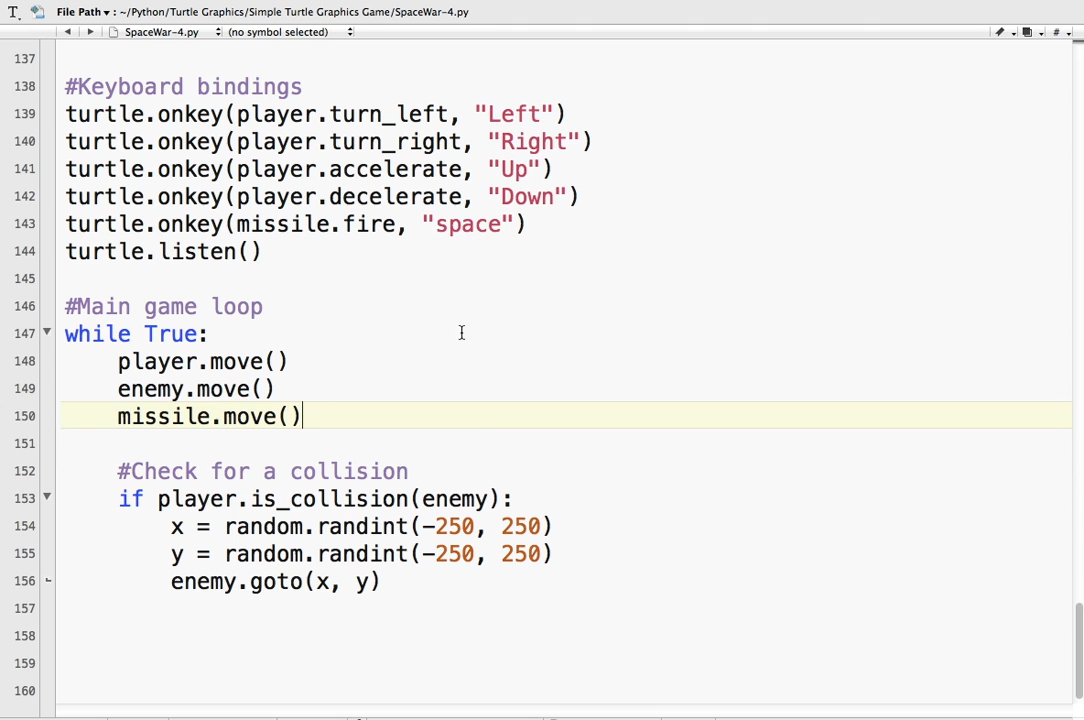 File Path ▾ : ~/Python/Turtle Graphics/Simple Turtle Graphics Game/SpaceWar-4.py
SpaceWar-4.py (no symbol selected) #
137
138 #Keyboard bindings
139 turtle.onkey(player.turn_left, "Left")
140 turtle.onkey(player.turn_right, "Right")
141 turtle.onkey(player.accelerate, "Up")
142 turtle.onkey(player.decelerate, "Down")
143 turtle.onkey(missile.fire, "space")
144 turtle.listen()
145
146 #Main game loop
147 while True:
148     player.move()
149     enemy.move()
150     missile.move()
151
152     #Check for a collision
153     if player.is_collision(enemy):
154         x = random.randint(-250, 250)
155         y = random.randint(-250, 250)
156         enemy.goto(x, y)
157
158
159
160